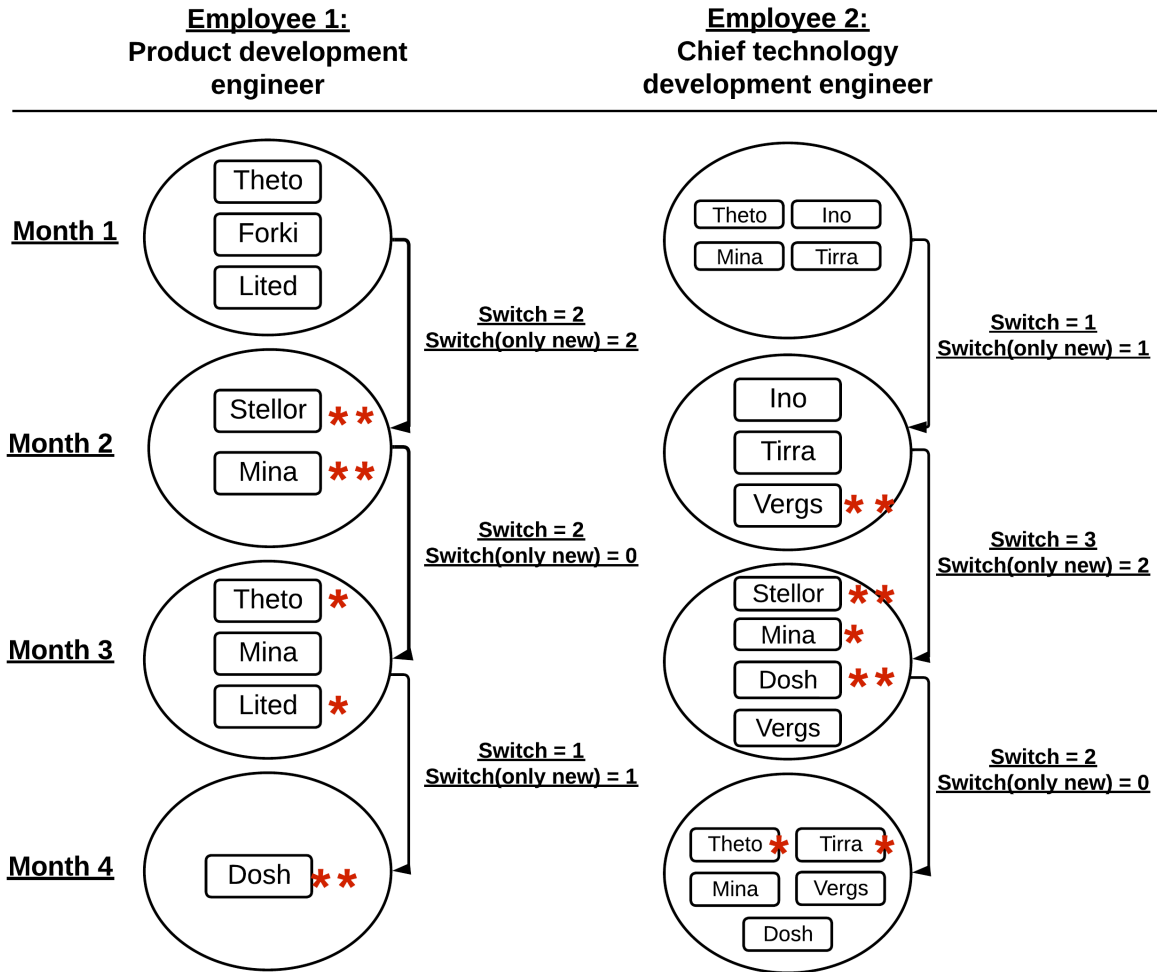 Employee 1:
Product development
engineer
Employee 2:
Chief technology
development engineer
Month 1
Theto
Forki
Lited
Theto Ino
Mina Tirra
Switch = 2
Switch(only new) = 2
Switch = 1
Switch(only new) = 1
Month 2
Stellor **
Mina **
Ino
Tirra
Vergs **
Switch = 2
Switch(only new) = 0
Switch = 3
Switch(only new) = 2
Month 3
Theto *
Mina
Lited *
Stellor **
Mina *
Dosh **
Vergs
Switch = 1
Switch(only new) = 1
Switch = 2
Switch(only new) = 0
Month 4
Dosh **
Theto * Tirra *
Mina Vergs
Dosh